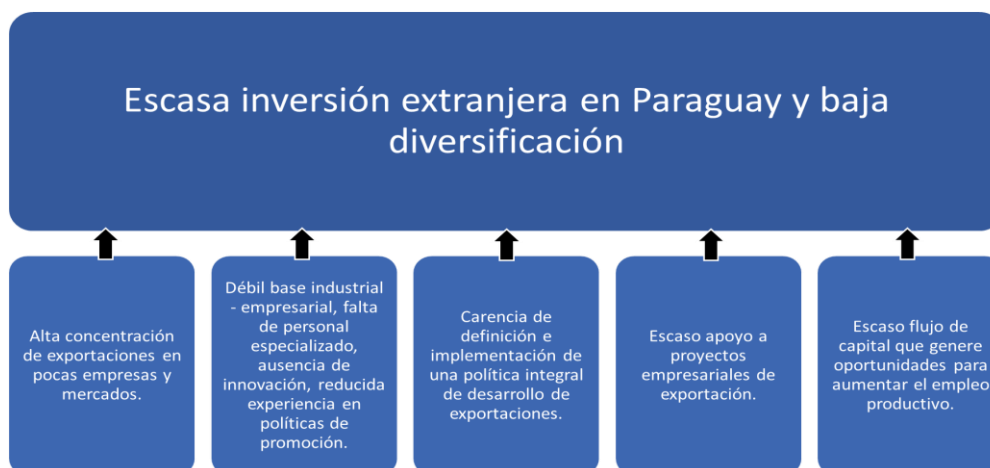 Escasa inversión extranjera en Paraguay y baja
diversificación
Alta concentración
de exportaciones en
pocas empresas y
mercados.
Débil base industrial
- empresarial, falta
de personal
especializado,
ausencia de
innovación, reducida
experiencia en
políticas de
promoción.
Carencia de
definición e
implementación de
una política integral
de desarrollo de
exportaciones.
Escaso apoyo a
proyectos
empresariales de
exportación.
Escaso flujo de
capital que genere
oportunidades para
aumentar el empleo
productivo.